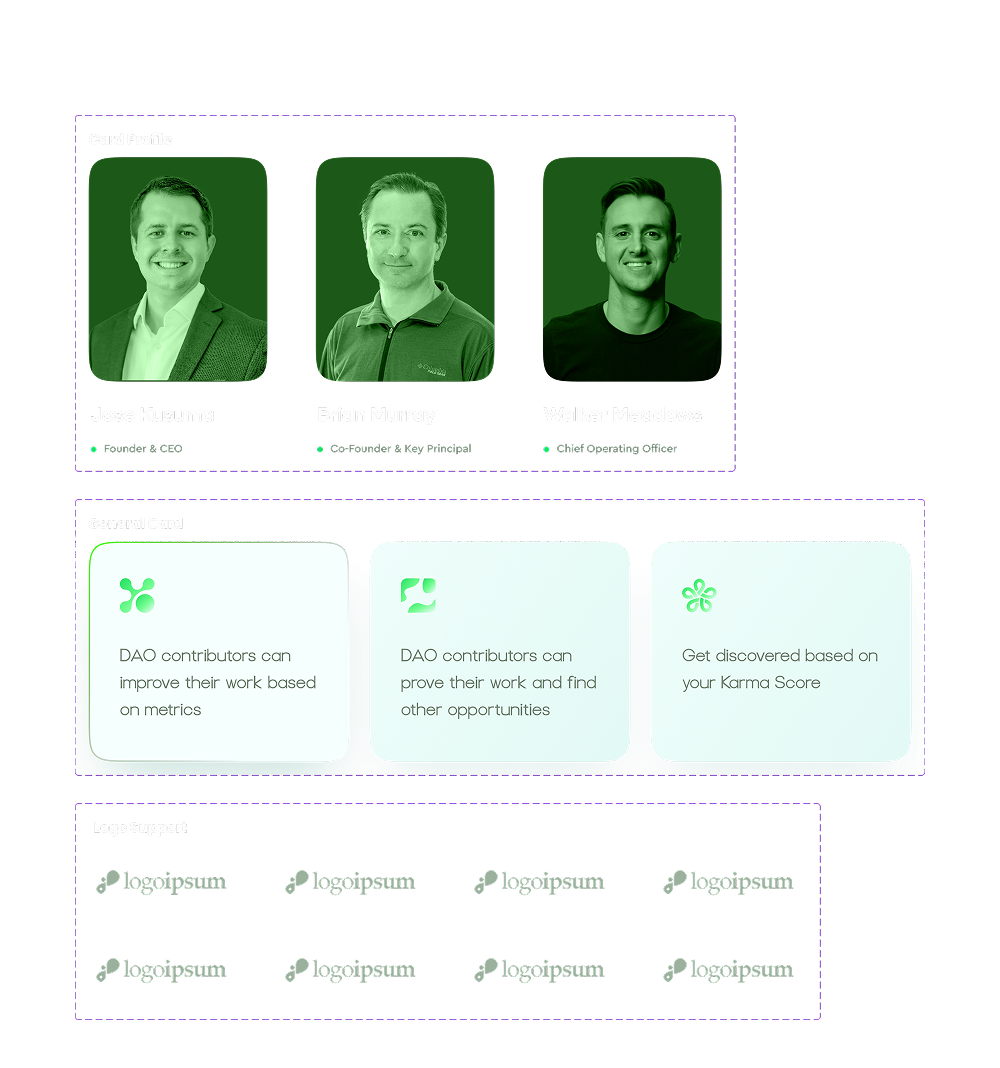 Card Profile
Brian Murray
Walter Meadows
Founder & CEO
Co-Founder & Key Principal
Chief Operating Officer
General Card
DAO contributors can
improve their work based
on metrics
DAO contributors can
prove their work and find
other opportunities
Get discovered based on
your Karma Score
Logo Support
logoipsum
logoipsum
logoipsum
logoipsum
logoipsum
logoipsum
logoipsum
logoipsum